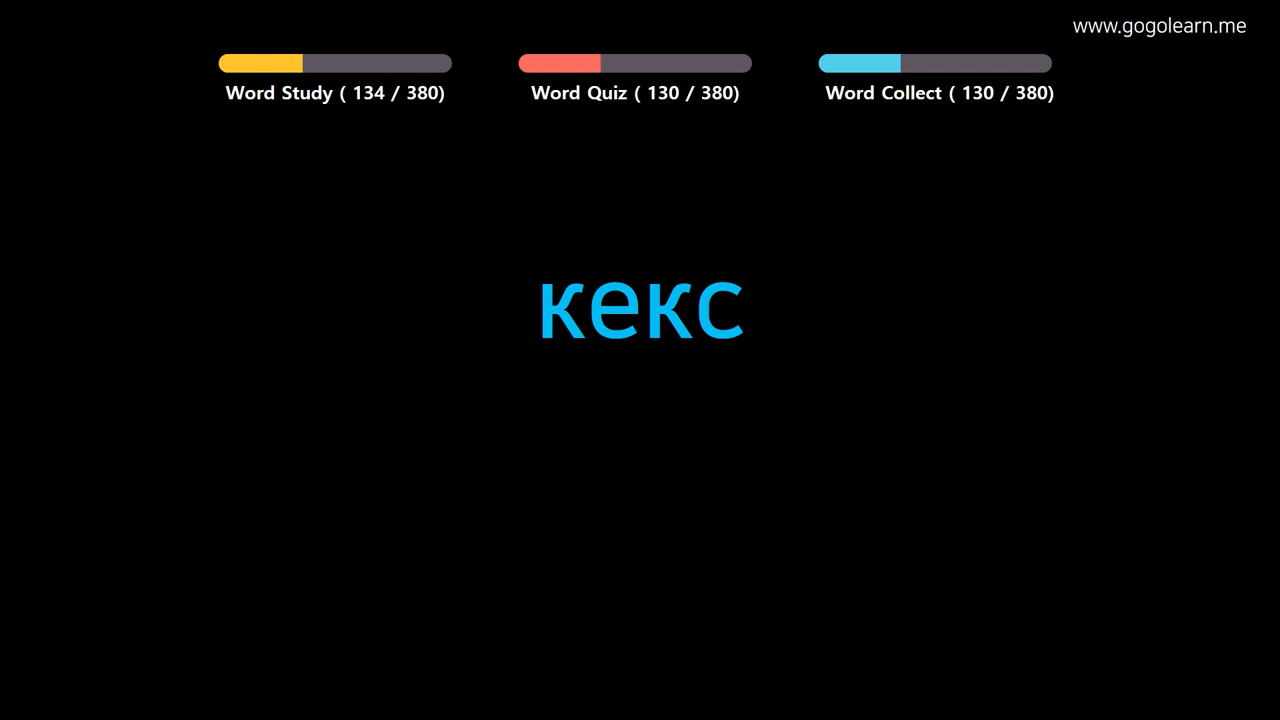 www.gogolearn.me
Word Study ( 134 / 380)
Word Quiz ( 130 / 380)
Word Collect ( 130 / 380)
кекс